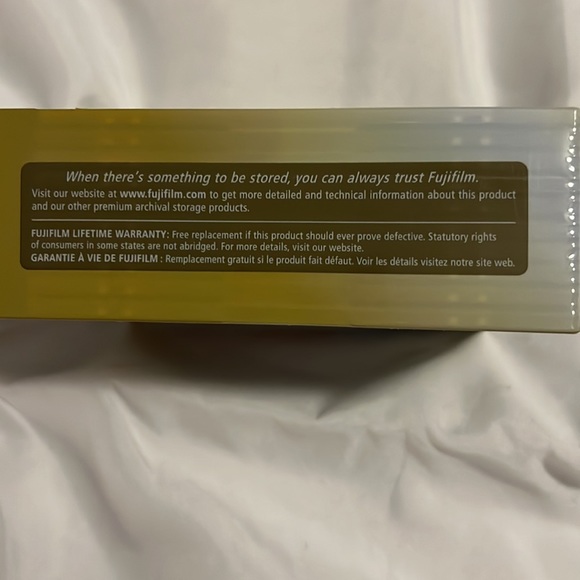 When there's something to be stored, you can always trust Fujifilm.
Visit our website at www.fujifilm.com to get more detailed and technical information about this product
and our other premium archival storage products.
FUJIFILM LIFETIME WARRANTY: Free replacement if this product should ever prove defective. Statutory rights
of consumers in some states are not abridged. For more details, visit our website.
GARANTIE À VIE DE FUJIFILM : Remplacement gratuit si le produit fait défaut. Voir les détails visitez notre site web.